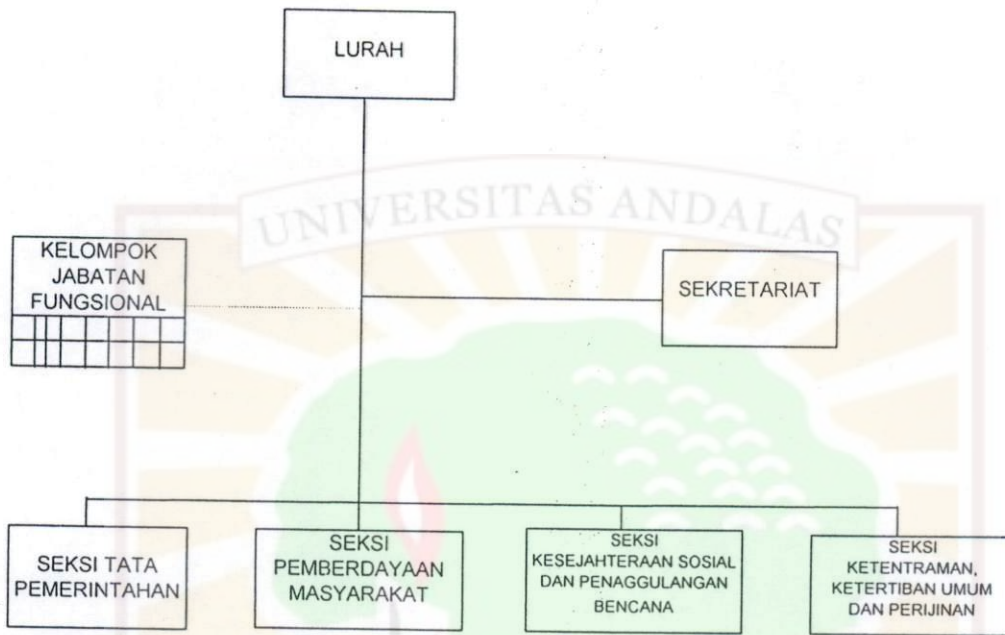 LURAH
UNIVERSITAS ANDALAS
KELOMPOK
JABATAN
FUNGSIONAL
SEKRETARIAT
SEKSI TATA
PEMERINTAHAN
SEKSI
PEMBERDAYAAN
MASYARAKAT
SEKSI
KESEJAHTERAAN SOSIAL
DAN PENAGGULANGAN
BENCANA
SEKSI
KETENTRAMAN,
KETERTIBAN UMUM
DAN PERIJINAN